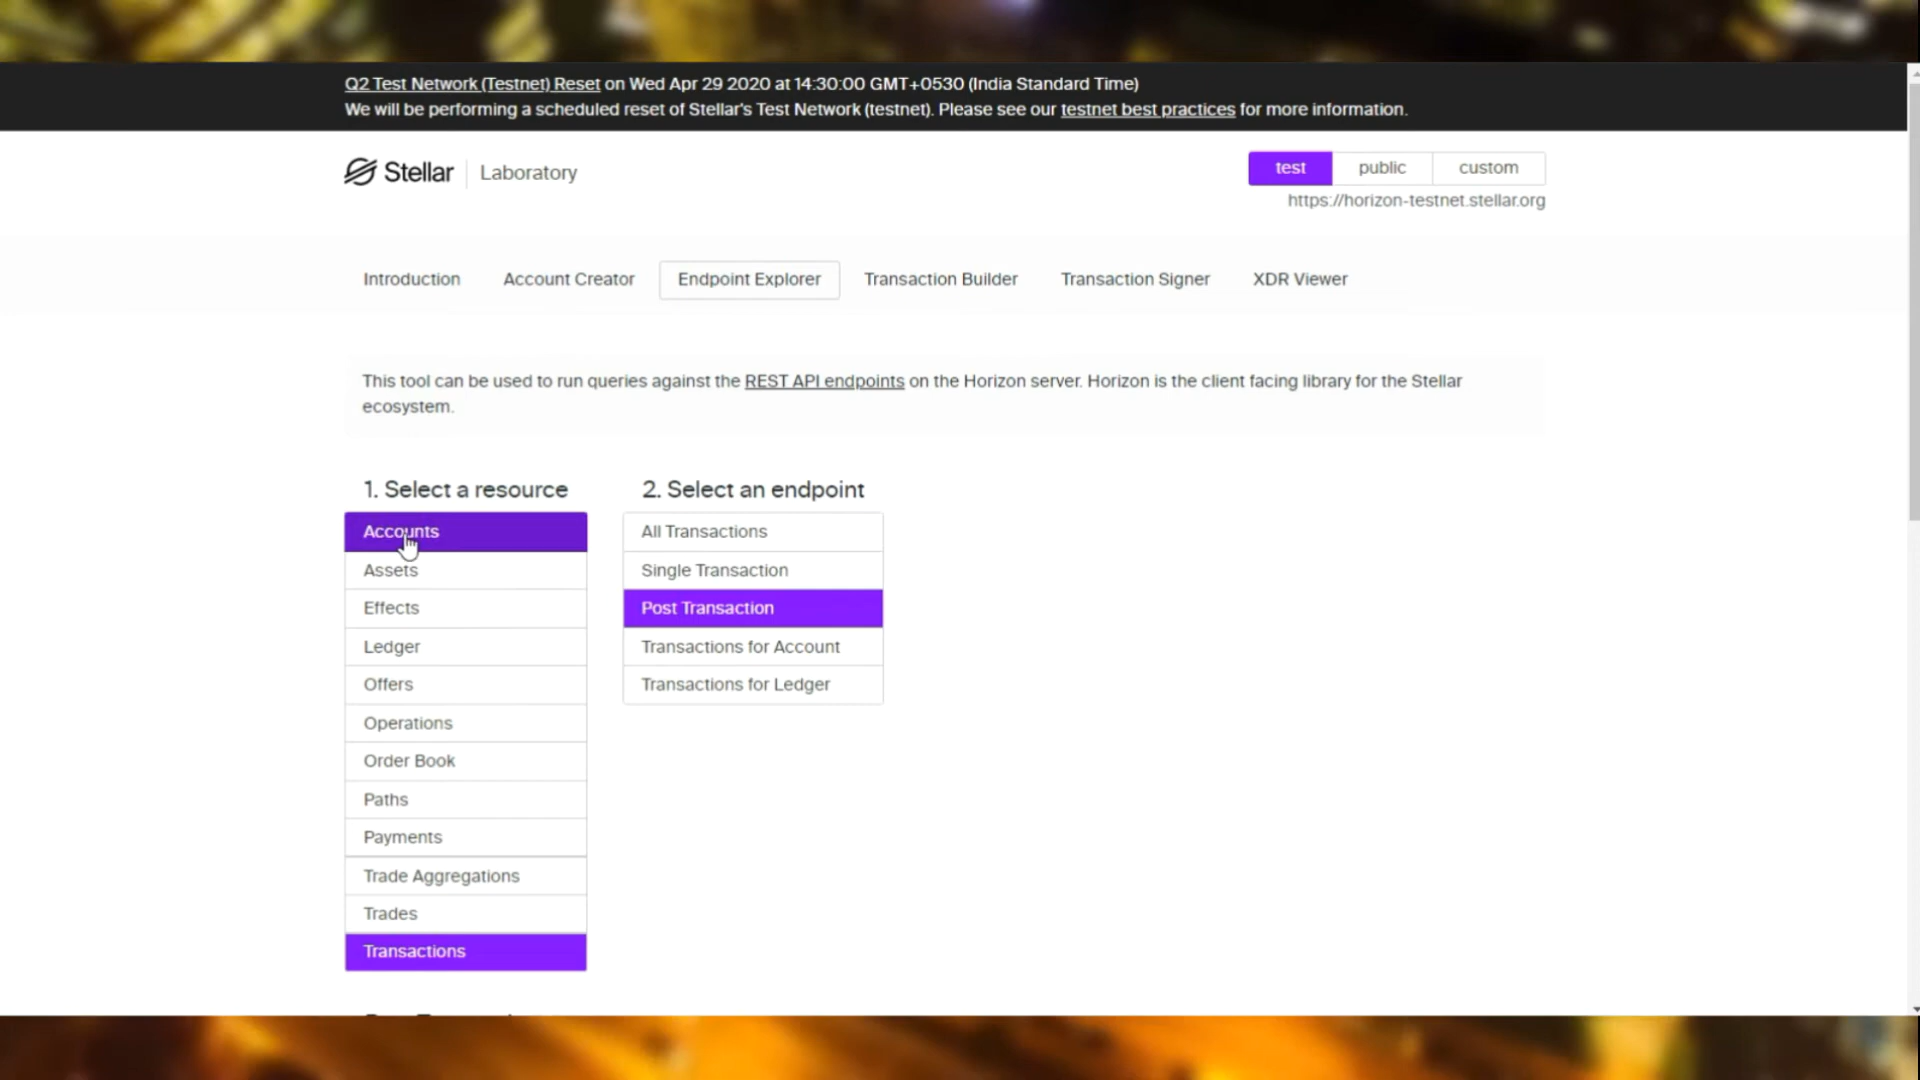 Q2 Test Network (Testnet) Reset on Wed Apr 29 2020 at 14:30:00 GMT+0530 (India Standard Time)
We will be performing a scheduled reset of Stellar's Test Network (testnet). Please see our testnet best practices for more information.
Stellar | Laboratory
test public custom
https://horizon-testnet.stellar.org
Introduction Account Creator Endpoint Explorer Transaction Builder Transaction Signer XDR Viewer
This tool can be used to run queries against the REST API endpoints on the Horizon server. Horizon is the client facing library for the Stellar
ecosystem.
1. Select a resource
Accounts
Assets
Effects
Ledger
Offers
Operations
Order Book
Paths
Payments
Trade Aggregations
Trades
Transactions
2. Select an endpoint
All Transactions
Single Transaction
Post Transaction
Transactions for Account
Transactions for Ledger